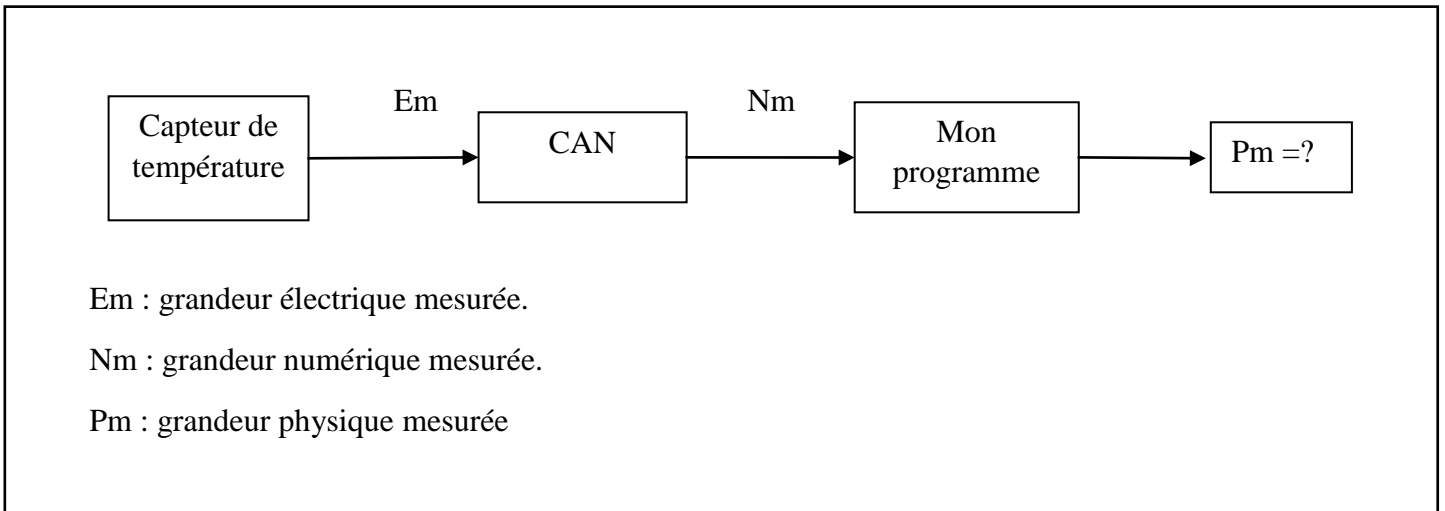 Em
Nm
Capteur de
température
CAN
Mon
programme
Pm =?
Em : grandeur électrique mesurée.
Nm : grandeur numérique mesurée.
Pm : grandeur physique mesurée